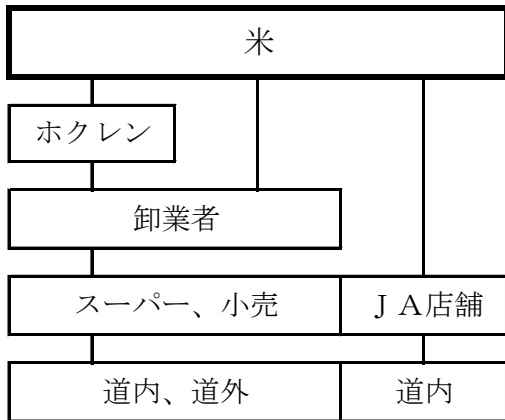 米
ホクレン
卸業者
スーパー、小売
ＪＡ店舗
道内、道外
道内